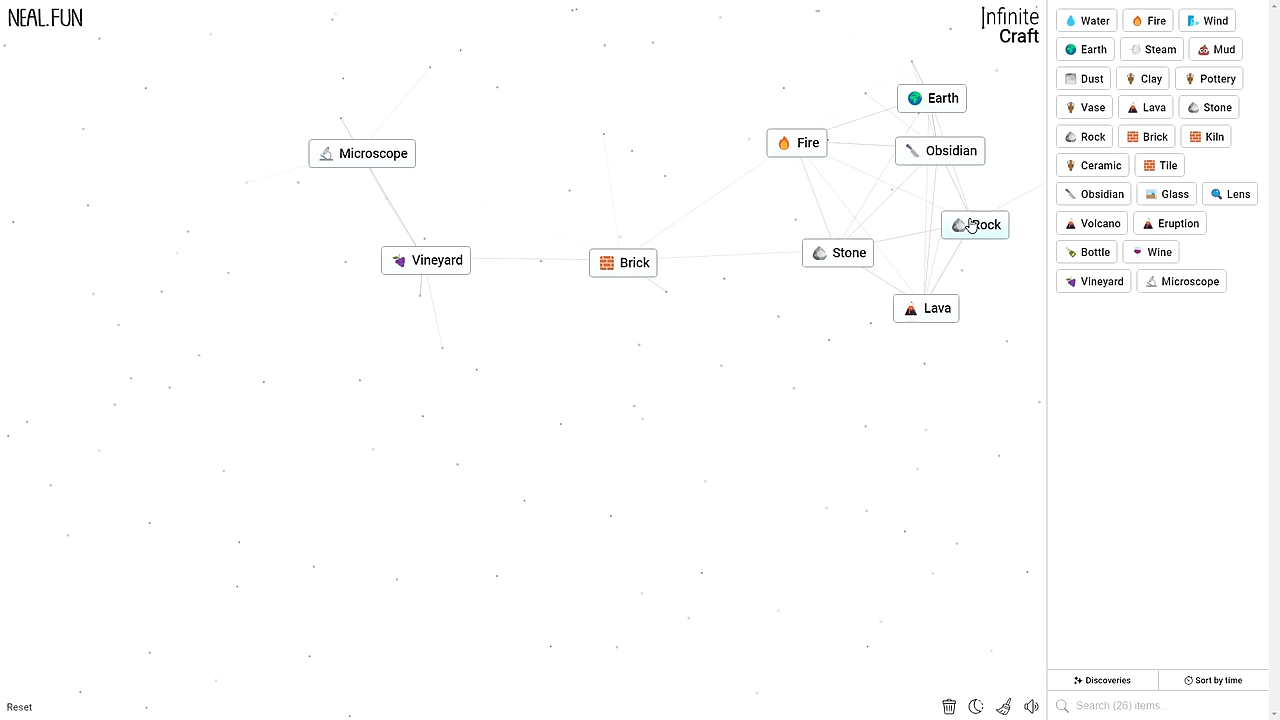 NEAL.FUN
Infinite
Craft
Earth
Fire
Obsidian
Microscope
Rock
Stone
Vineyard
Brick
Lava
Reset
Water Fire Wind
Earth Steam Mud
Dust Clay Pottery
Vase Lava Stone
Rock Brick Kiln
Ceramic Tile
Obsidian Glass Lens
Volcano Eruption
Bottle Wine
Vineyard Microscope
Discoveries Sort by time
Search (26) items...